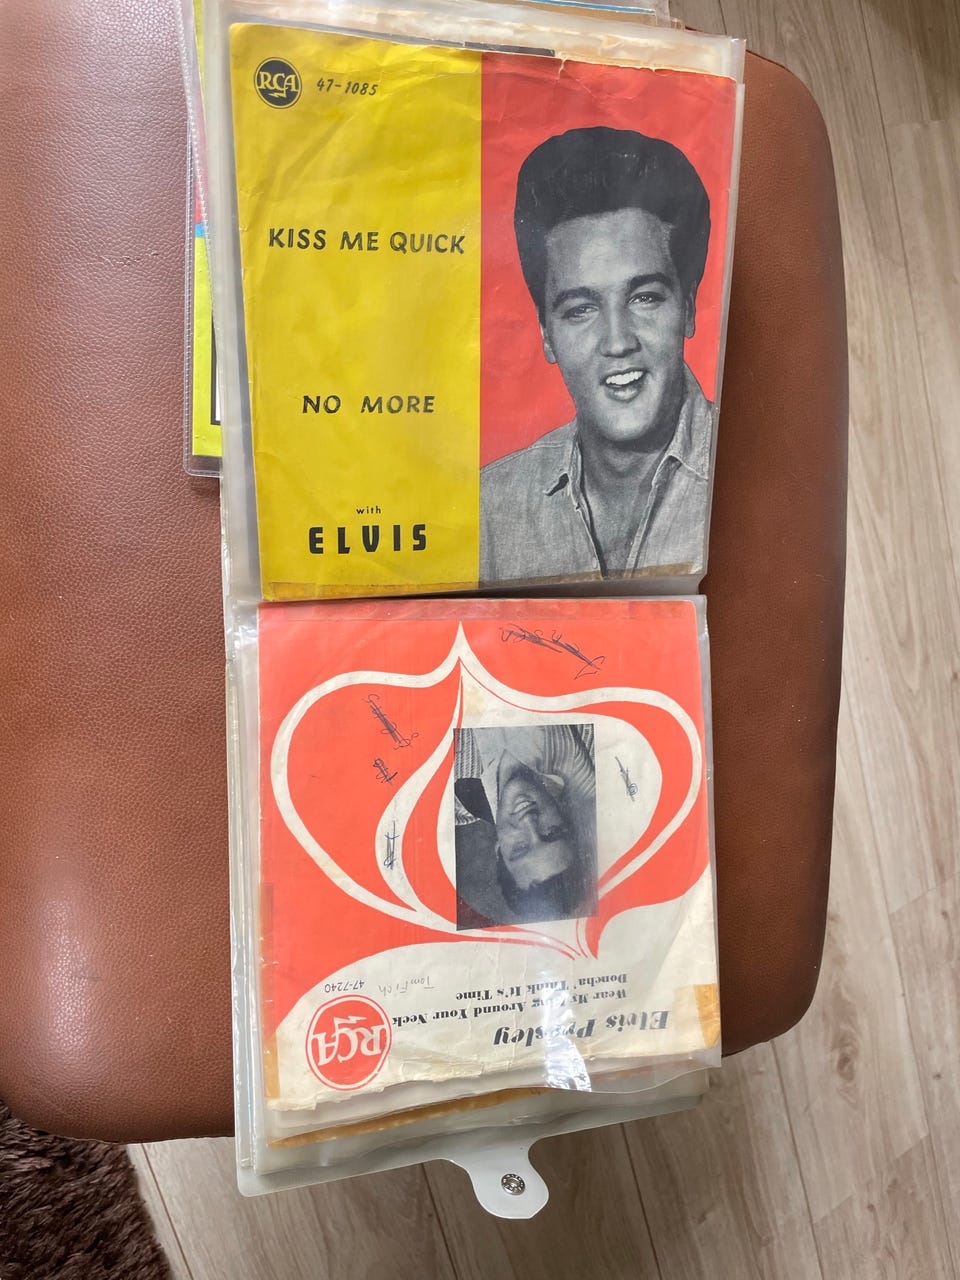 RCA
47-1085
KISS ME QUICK
NO MORE
with
ELVIS
RCA
47-7240
Elvis Presley
Wear My Ring Around Your Neck
Doncha' Think It's Time